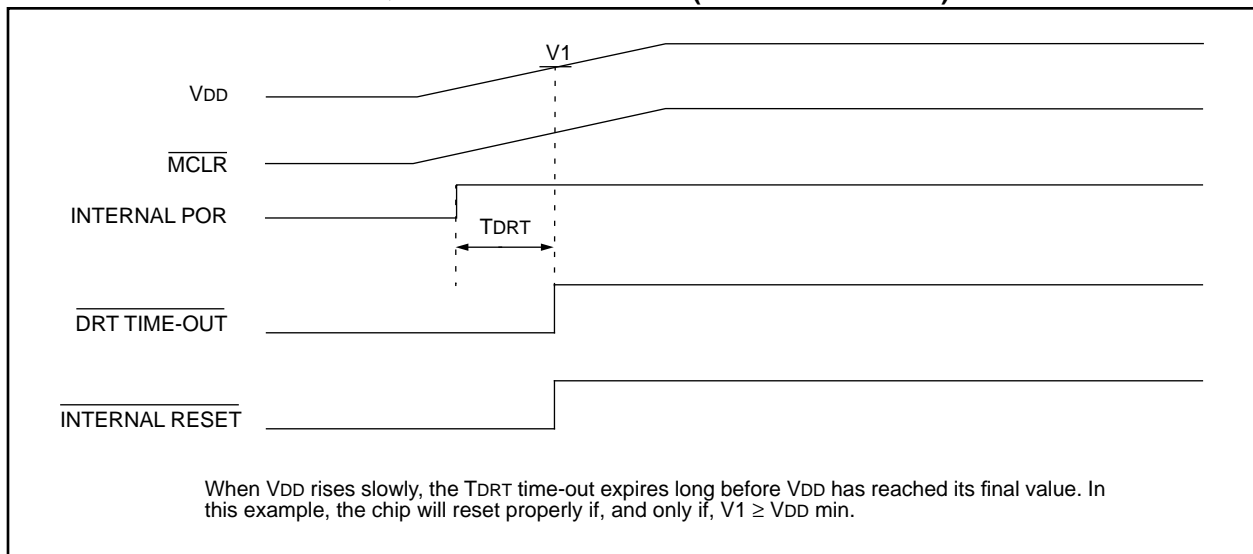 V1
VDD
MCLR
INTERNAL POR
TDRT
DRT TIME-OUT
INTERNAL RESET
When VDD rises slowly, the TDRT time-out expires long before VDD has reached its final value. In
this example, the chip will reset properly if, and only if, V1 ≥ VDD min.